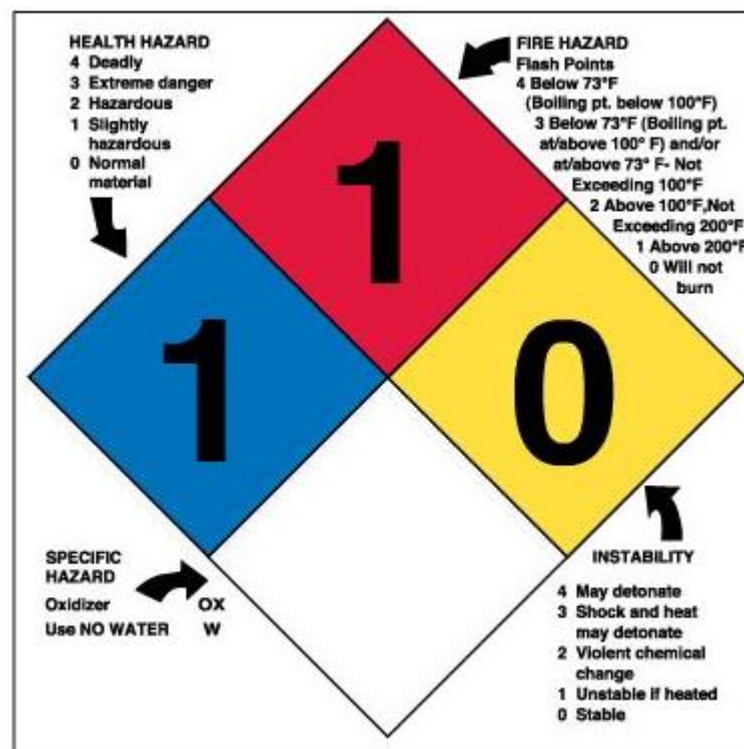 HEALTH HAZARD
4 Deadly
3 Extreme danger
2 Hazardous
1 Slightly
hazardous
0 Normal
material
FIRE HAZARD
Flash Points
4 Below 73°F
(Boiling pt. below 100°F)
3 Below 73°F (Boiling pt.
at/above 100° F) and/or
at/above 73° F- Not
Exceeding 100°F
2 Above 100°F,Not
Exceeding 200°F
1 Above 200°F
0 Will not
burn
1
1
0
SPECIFIC
HAZARD
Oxidizer OX
Use NO WATER W
INSTABILITY
4 May detonate
3 Shock and heat
may detonate
2 Violent chemical
change
1 Unstable if heated
0 Stable